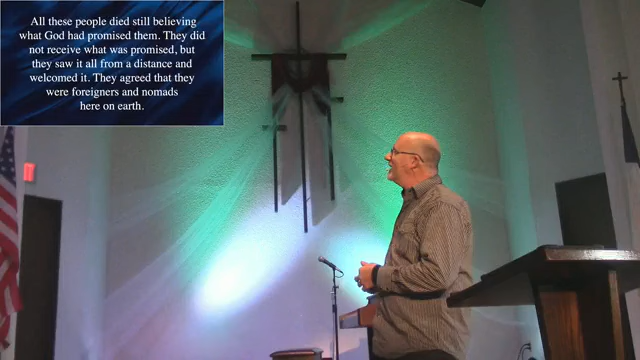 All these people died still believing
what God had promised them. They did
not receive what was promised, but
they saw it all from a distance and
welcomed it. They agreed that they
were foreigners and nomads
here on earth.